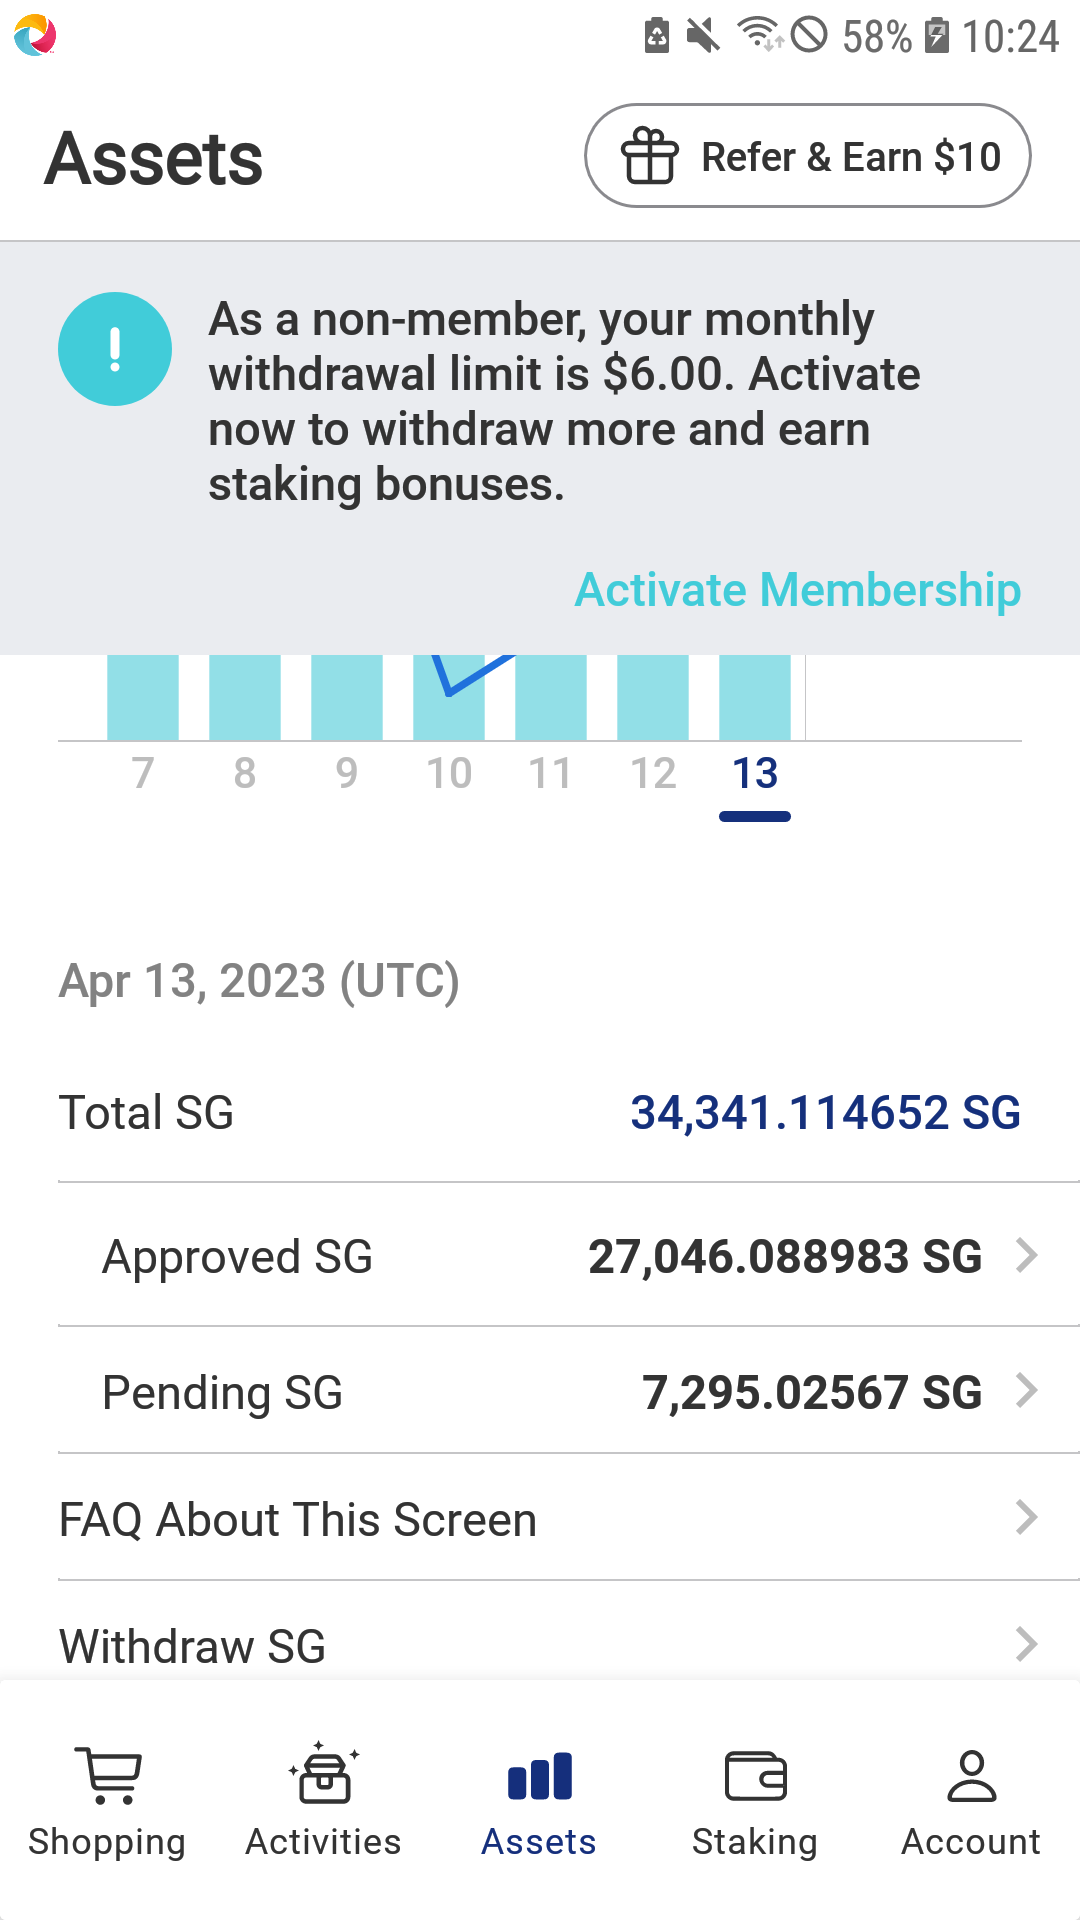 58% 10:24
Assets
Refer & Earn $10
As a non-member, your monthly
withdrawal limit is $6.00. Activate
now to withdraw more and earn
staking bonuses.
Activate Membership
7 8 9 10 11 12 13
Apr 13, 2023 (UTC)
Total SG 34,341.114652 SG
Approved SG 27,046.088983 SG
Pending SG 7,295.02567 SG
FAQ About This Screen
Withdraw SG
Shopping Activities Assets Staking Account